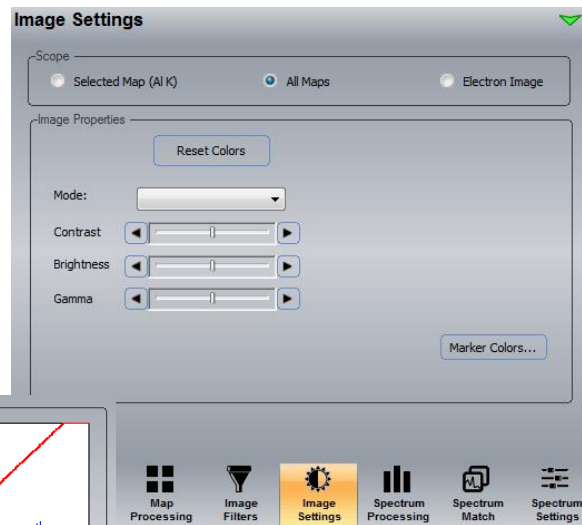 Image Settings
Scope
Selected Map (Al K)
All Maps
Electron Image
Image Properties
Reset Colors
Mode:
Contrast
Brightness
Gamma
Marker Colors...
Map
Processing
Image
Filters
Image
Settings
Spectrum
Processing
Spectrum
Match
Spectrum
Settings